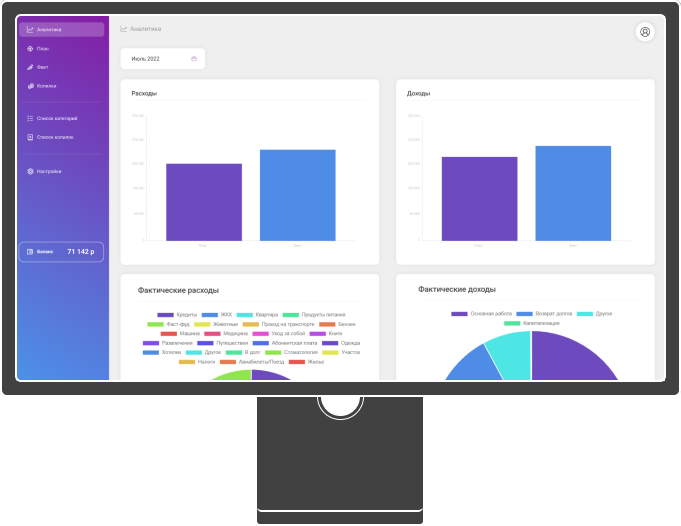 Аналитика
План
Факт
Копилки
Список категорий
Список копилок
Настройки
Баланс 71 142 р
Аналитика
Июль 2022
Расходы
Доходы
План Факт
План Факт
Фактические расходы
Кредиты ЖКХ Квартира Продукты питания
Фаст-фуд Животные Проезд на транспорте Бензин
Машина Медицина Уход за собой Книги
Развлечения Путешествия Абонентская плата Одежда
Копилки Другое В долг Стоматология Участок
Налоги Авиабилеты/Поезд Жилье
Фактические доходы
Основная работа Возврат долгов Другое
Капитализация